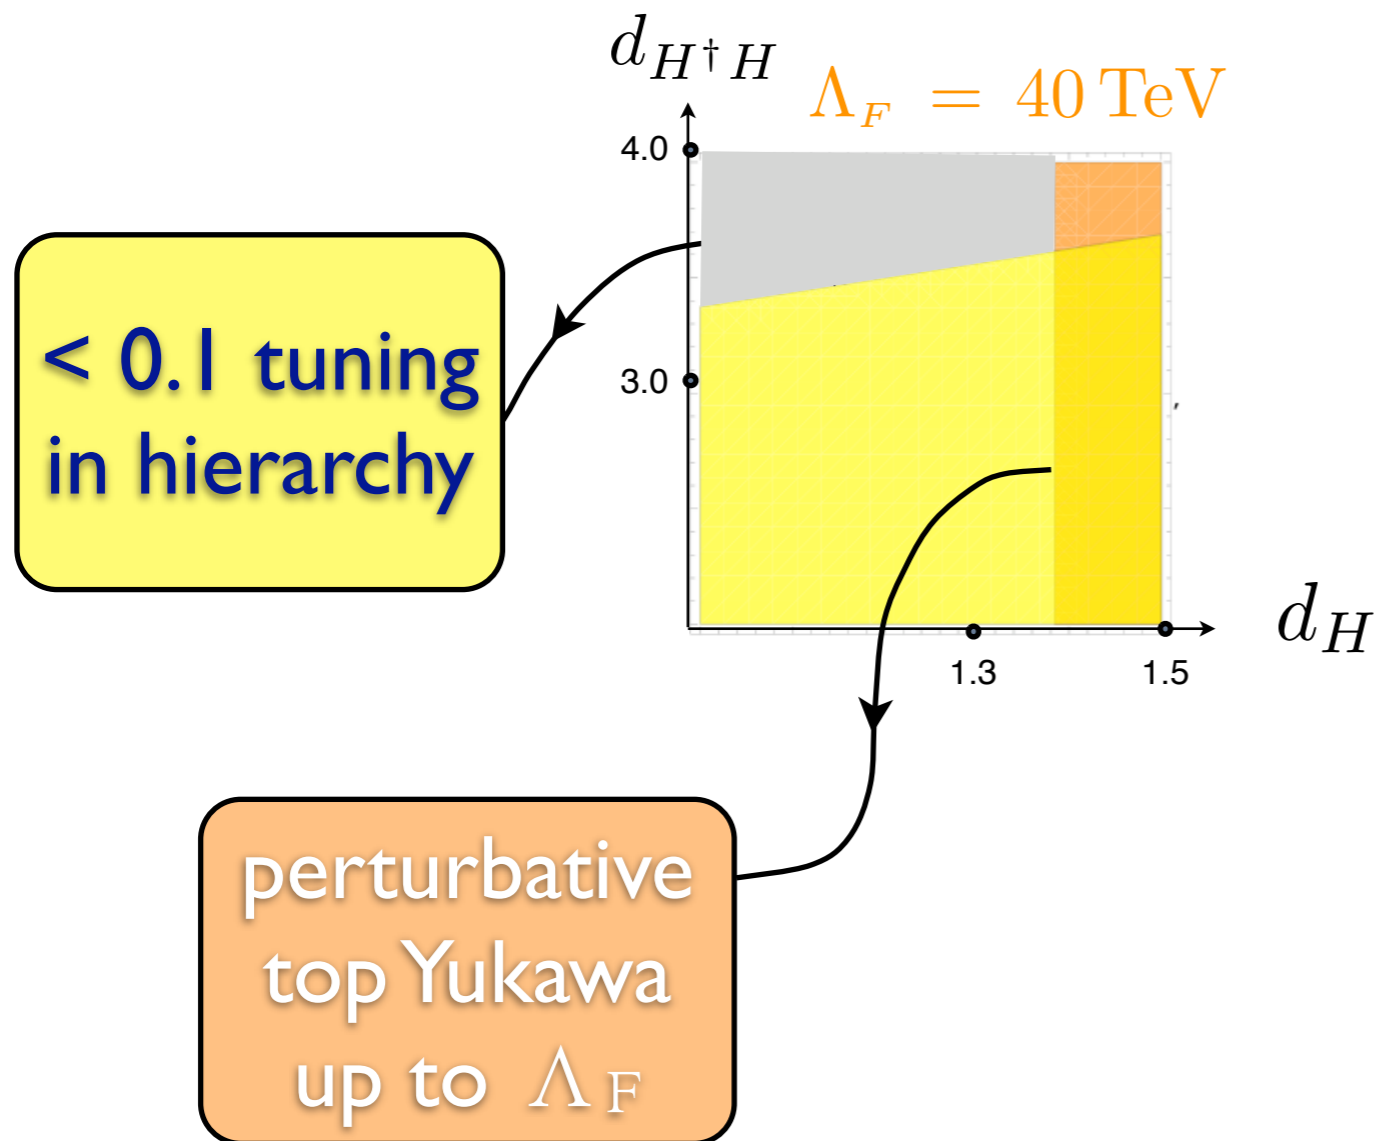 d_{H†H}
Λ_F = 40 TeV
4.0
3.0
< 0.1 tuning
in hierarchy
d_H
1.3
1.5
perturbative
top Yukawa
up to Λ_F